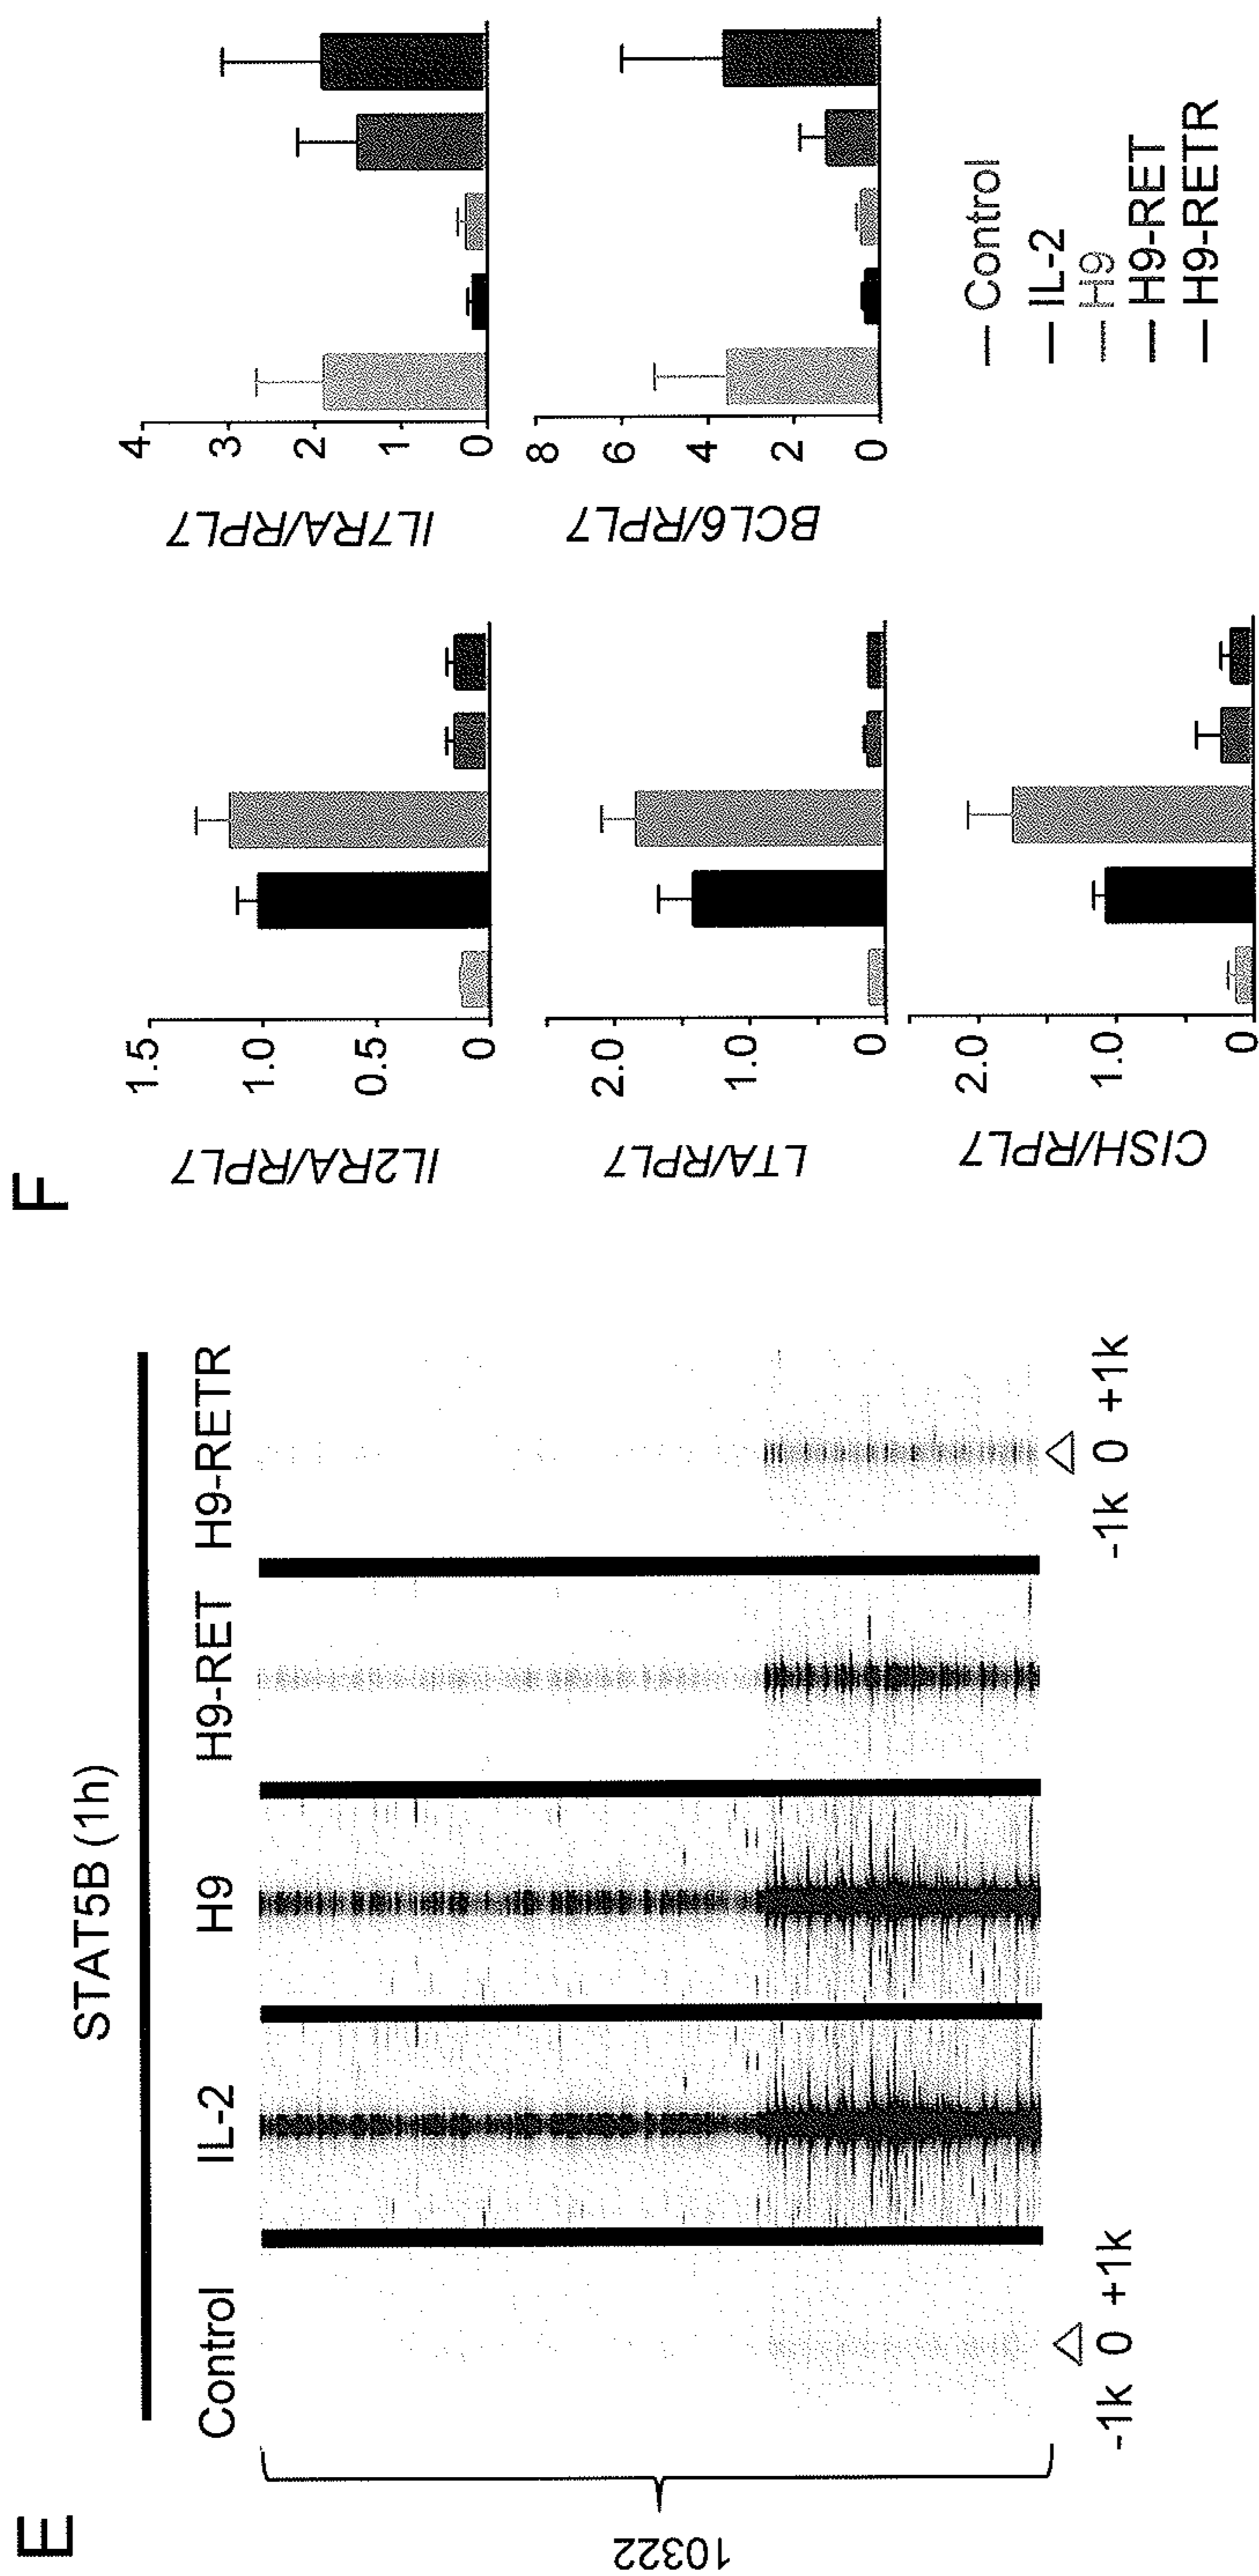 E
STAT5B (1h)
Control IL-2 H9 H9-RET H9-RETR
10322
-1k 0 +1k
-1k 0 +1k
F
IL2RA/RPL7
1.5
1.0
0.5
0
LTA/RPL7
2.0
1.0
0
CISH/RPL7
2.0
1.0
0
IL7RA/RPL7
4
3
2
1
0
BCL6/RPL7
8
6
4
2
0
Control
IL-2
H9
H9-RET
H9-RETR